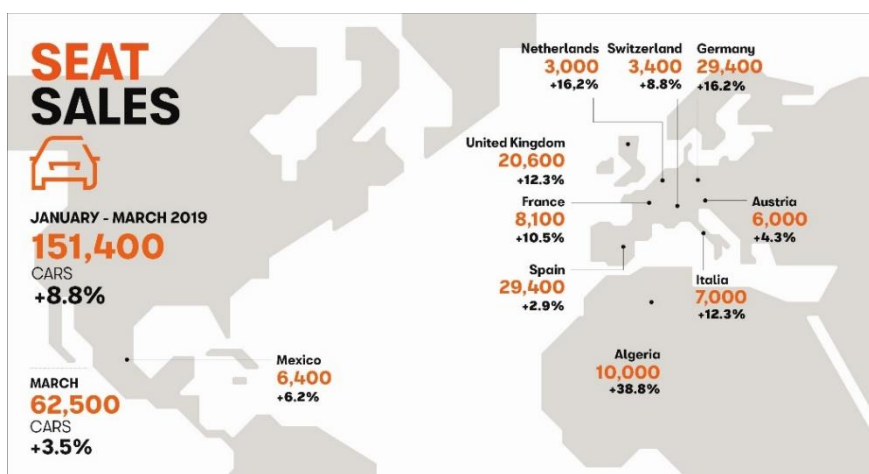 SEAT
SALES
JANUARY - MARCH 2019
151,400
CARS
+8.8%
MARCH
62,500
CARS
+3.5%
Mexico
6,400
+6.2%
Netherlands
3,000
+16,2%
Switzerland
3,400
+8.8%
Germany
29,400
+16.2%
United Kingdom
20,600
+12.3%
France
8,100
+10.5%
Spain
29,400
+2.9%
Austria
6,000
+4.3%
Italia
7,000
+12.3%
Algeria
10,000
+38.8%